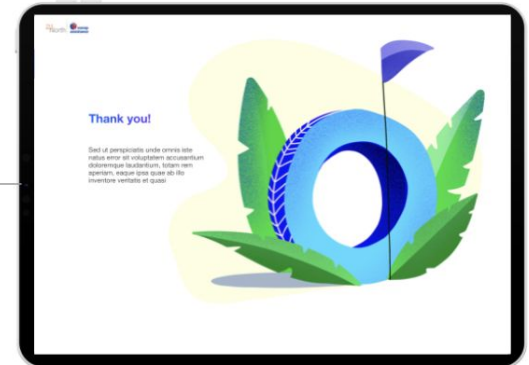 Thank you!
Sed ut perspiciatis unde omnis iste
natus error sit voluptatem accusantium
doloremque laudantium, totam rem
aperiam, eaque ipsa quae ab illo
inventore veritatis et quasi